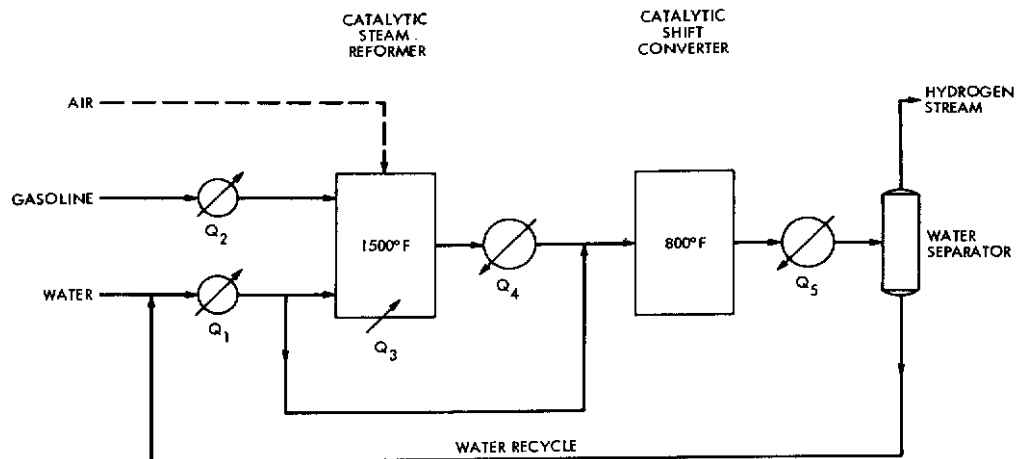 CATALYTIC
STEAM
REFORMER
CATALYTIC
SHIFT
CONVERTER
AIR
HYDROGEN
STREAM
GASOLINE
Q2
1500°F
800°F
WATER
SEPARATOR
Q4
Q5
WATER
Q1
Q3
WATER RECYCLE